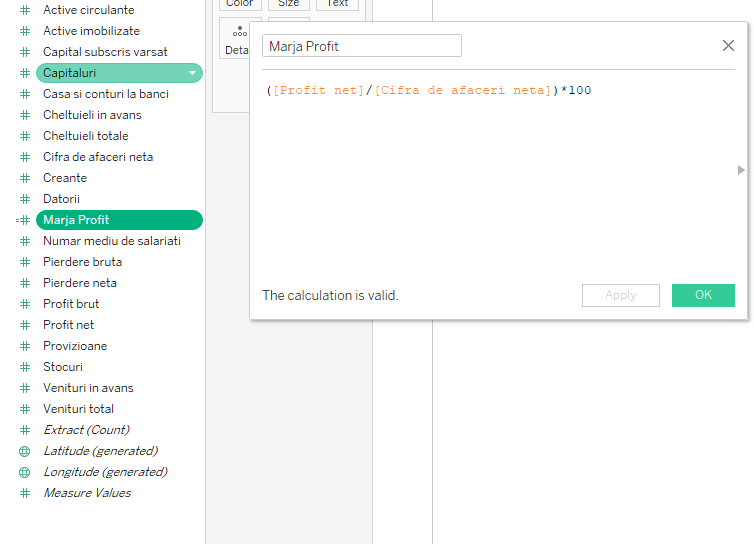 Color
Size
Text
Active circulante
Active imobilizate
Capital subscris varsat
Capitaluri
Casa si conturi la banci
Cheltuieli in avans
Cheltuieli totale
Cifra de afaceri neta
Creante
Datorii
Marja Profit
Numar mediu de salariati
Pierdere bruta
Pierdere neta
Profit brut
Profit net
Provizioane
Stocuri
Venituri in avans
Venituri total
Extract (Count)
Latitude (generated)
Longitude (generated)
Measure Values
Deta
Marja Profit
([Profit net]/[Cifra de afaceri neta])*100
The calculation is valid.
Apply
OK